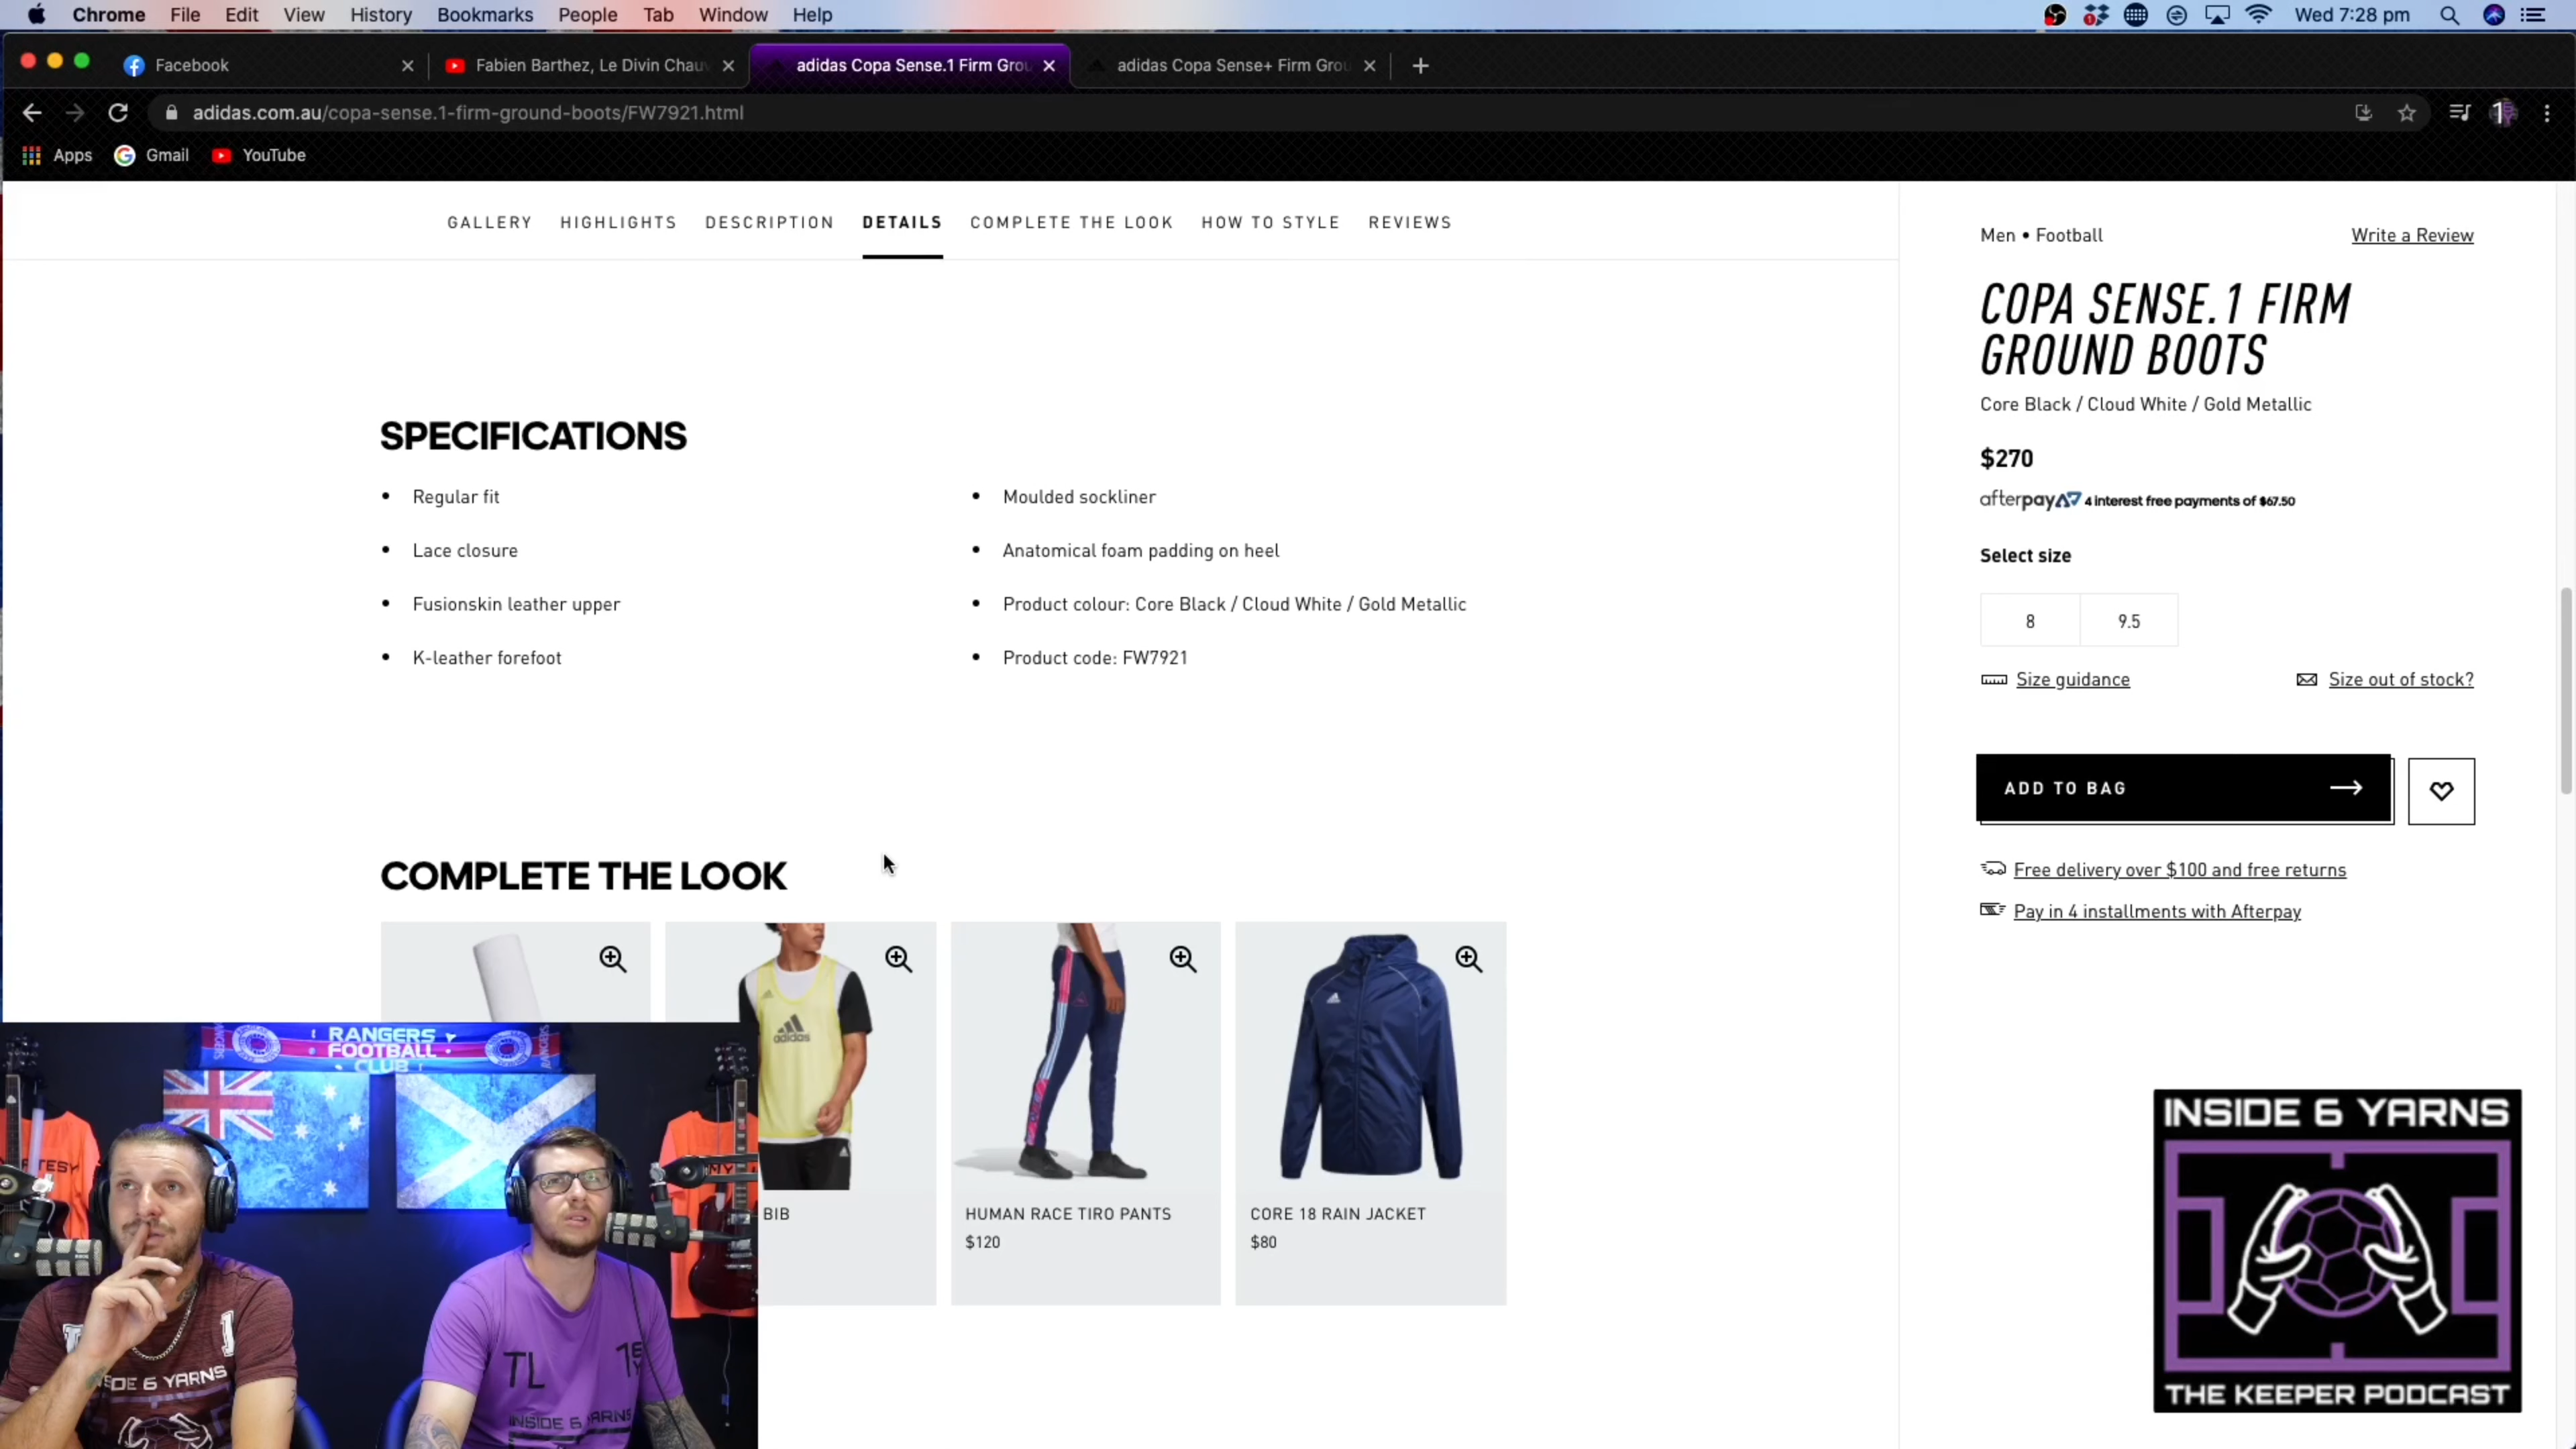 Chrome File Edit View History Bookmarks People Tab Window Help
Wed 7:28 pm
Facebook
Fabien Barthez, Le Divin Chauv
adidas Copa Sense.1 Firm Grou
adidas Copa Sense+ Firm Grou
adidas.com.au/copa-sense.1-firm-ground-boots/FW7921.html
Apps Gmail YouTube
GALLERY HIGHLIGHTS DESCRIPTION DETAILS COMPLETE THE LOOK HOW TO STYLE REVIEWS
SPECIFICATIONS
Regular fit
Lace closure
Fusionskin leather upper
K-leather forefoot
Moulded sockliner
Anatomical foam padding on heel
Product colour: Core Black / Cloud White / Gold Metallic
Product code: FW7921
COMPLETE THE LOOK
adidas
BIB
HUMAN RACE TIRO PANTS
$120
CORE 18 RAIN JACKET
$80
Men • Football
Write a Review
COPA SENSE.1 FIRM
GROUND BOOTS
Core Black / Cloud White / Gold Metallic
$270
afterpay 4 interest free payments of $67.50
Select size
8 9.5
Size guidance
Size out of stock?
ADD TO BAG
Free delivery over $100 and free returns
Pay in 4 installments with Afterpay
RANGERS
FOOTBALL
CLUB
TL
INSIDE 6 YARNS
INSIDE 6 YARNS
THE KEEPER PODCAST